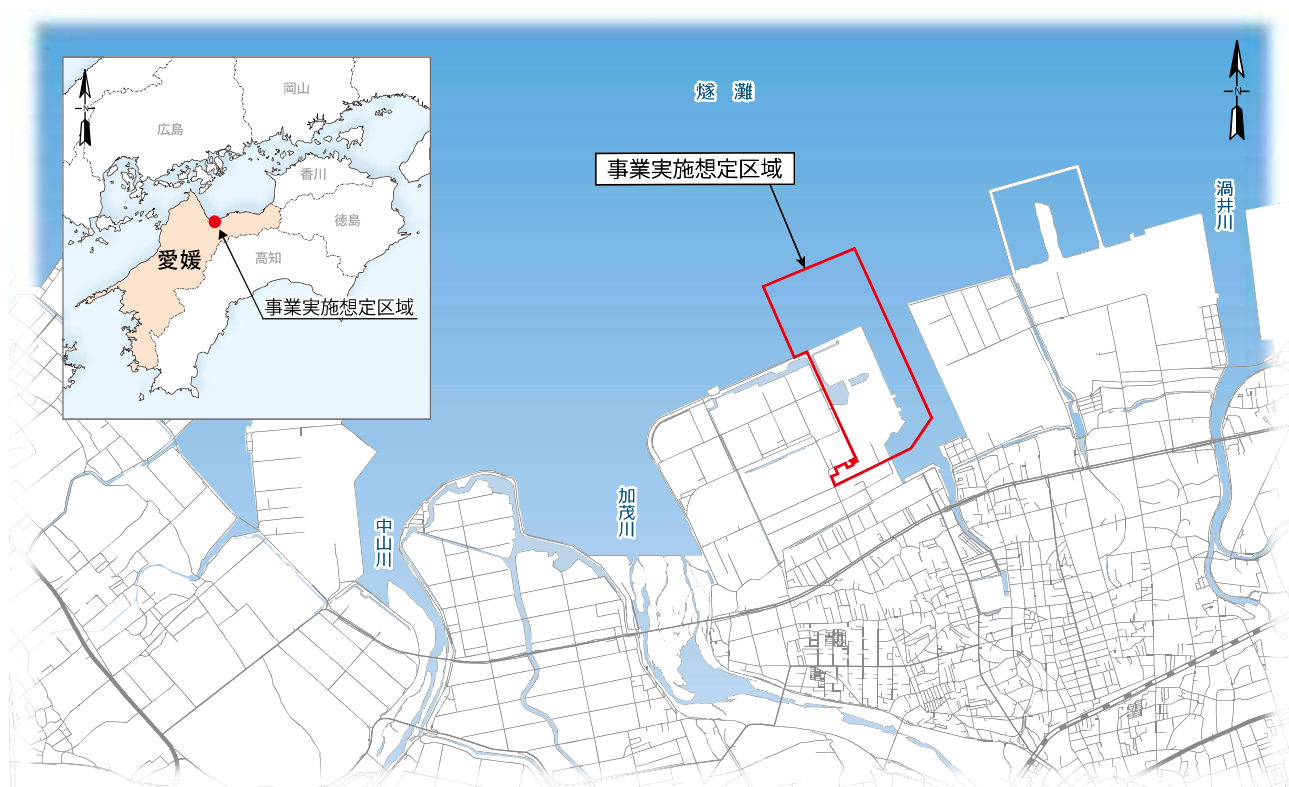 燧 灘
事業実施想定区域
渦井川
加茂川
中山川
N
N
岡山
広島
香川
徳島
愛媛
高知
事業実施想定区域